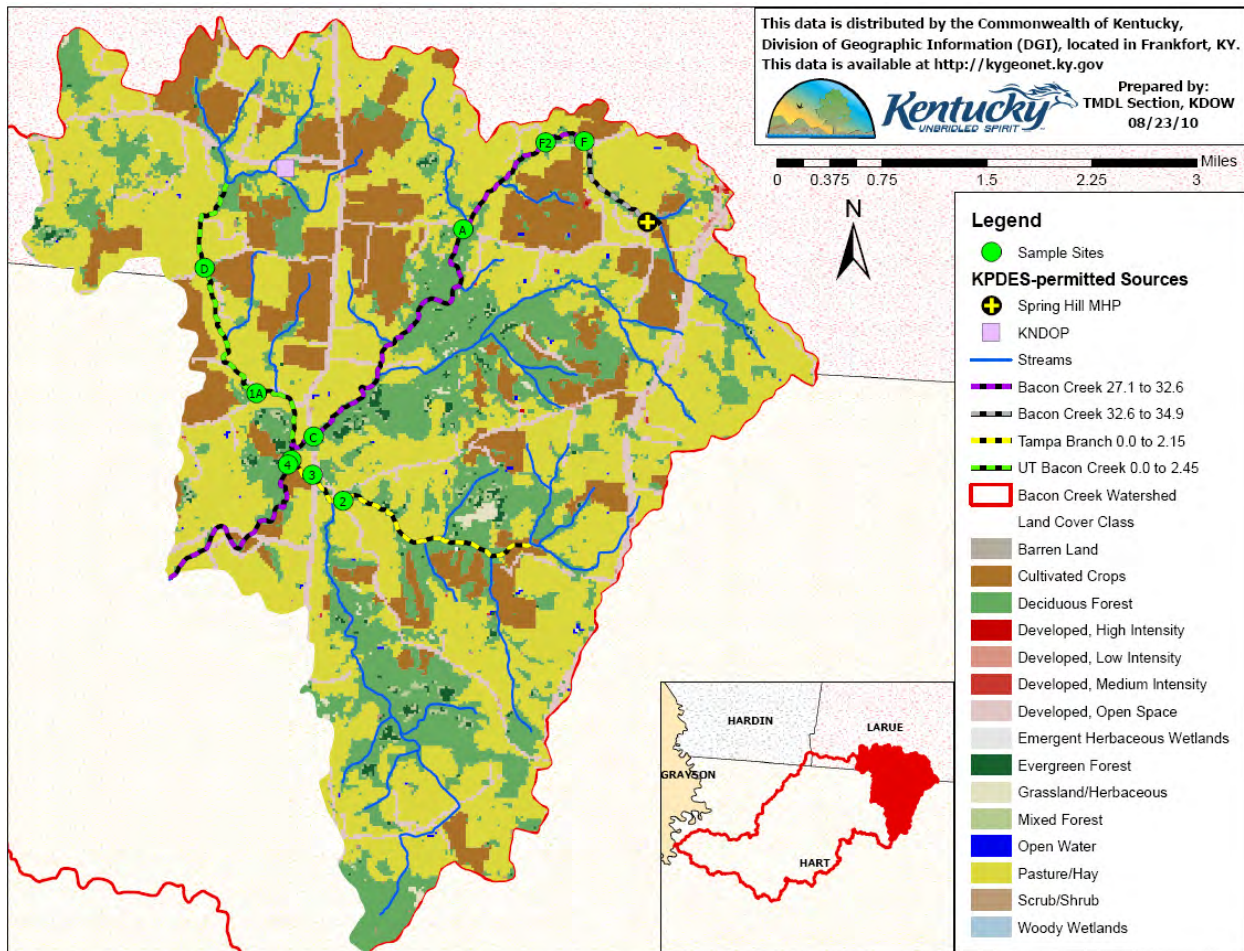 This data is distributed by the Commonwealth of Kentucky,
Division of Geographic Information (DGI), located in Frankfort, KY.
This data is available at http://kygeonet.ky.gov
Kentucky
UNBRIDLED SPIRIT
Prepared by:
TMDL Section, KDOW
08/23/10
Miles
0 0.375 0.75 1.5 2.25 3
N
Legend
Sample Sites
KPDES-permitted Sources
Spring Hill MHP
KNDOP
Streams
Bacon Creek 27.1 to 32.6
Bacon Creek 32.6 to 34.9
Tampa Branch 0.0 to 2.15
UT Bacon Creek 0.0 to 2.45
Bacon Creek Watershed
Land Cover Class
Barren Land
Cultivated Crops
Deciduous Forest
Developed, High Intensity
Developed, Low Intensity
Developed, Medium Intensity
Developed, Open Space
Emergent Herbaceous Wetlands
Evergreen Forest
Grassland/Herbaceous
Mixed Forest
Open Water
Pasture/Hay
Scrub/Shrub
Woody Wetlands
F2
F
A
D
1A
C
4
3
2
HARDIN
LARUE
GRAYSON
HART